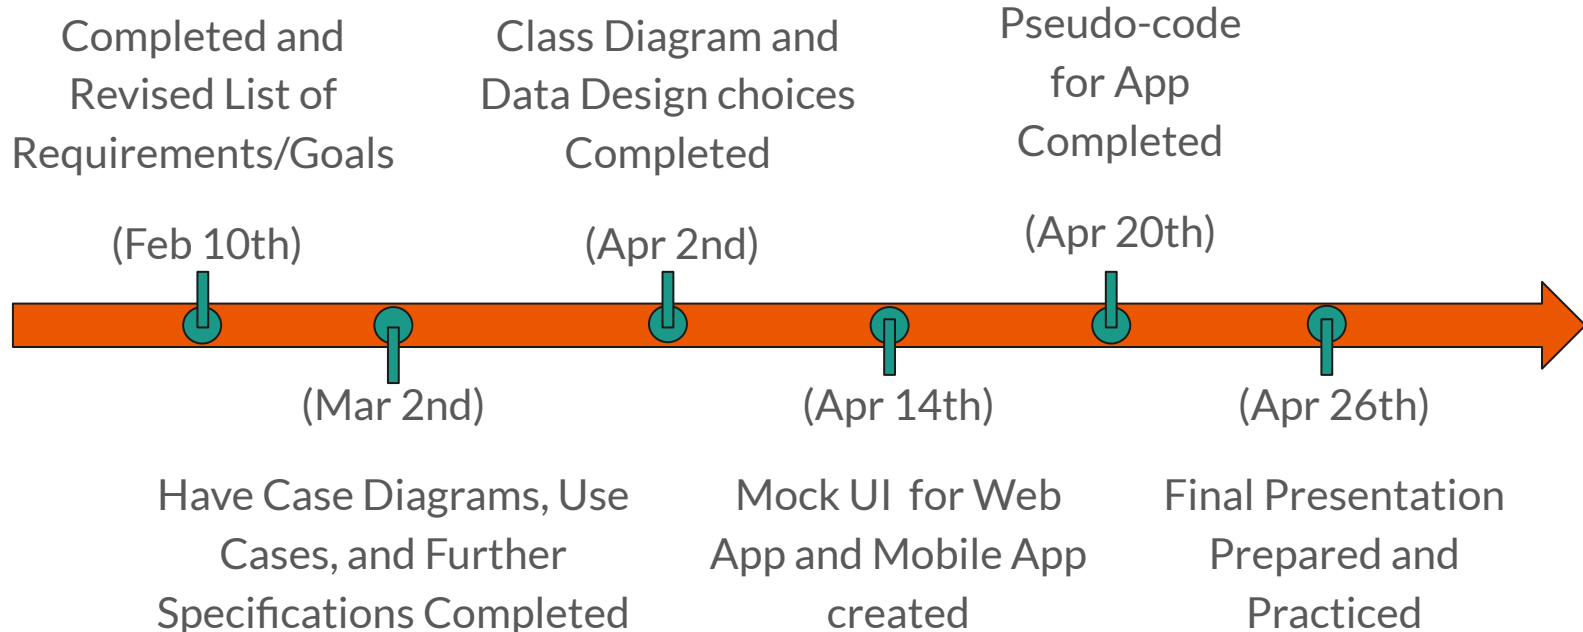 Completed and
Revised List of
Requirements/Goals
(Feb 10th)
Class Diagram and
Data Design choices
Completed
(Apr 2nd)
Pseudo-code
for App
Completed
(Apr 20th)
(Mar 2nd)
Have Case Diagrams, Use
Cases, and Further
Specifications Completed
(Apr 14th)
Mock UI for Web
App and Mobile App
created
(Apr 26th)
Final Presentation
Prepared and
Practiced